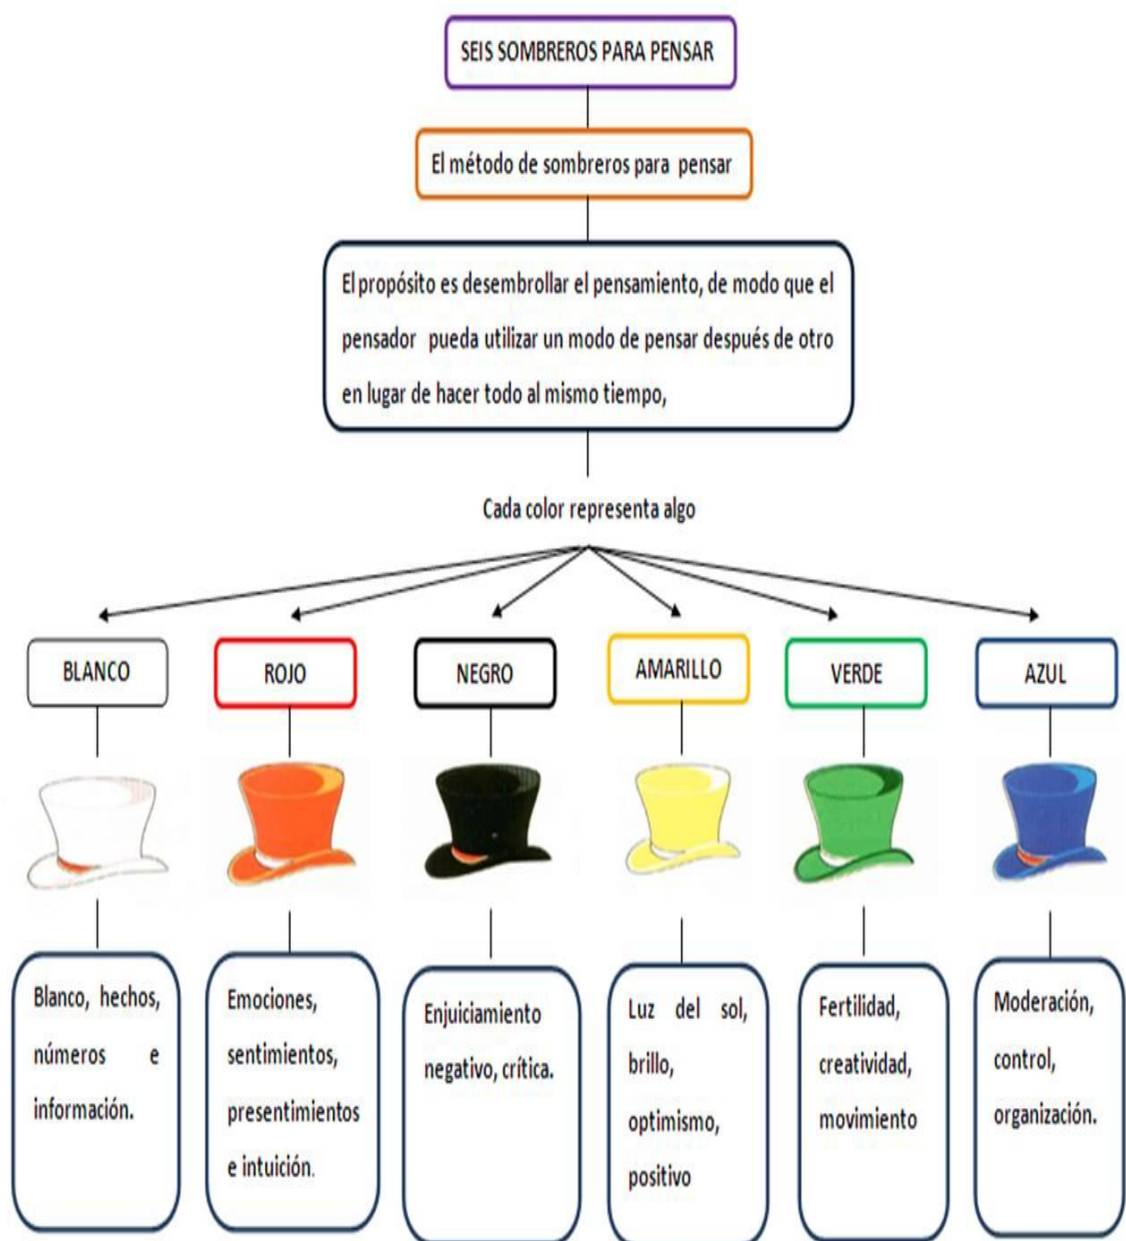 SEIS SOMBREROS PARA PENSAR
El método de sombreros para pensar
El propósito es desembrollar el pensamiento, de modo que el
pensador pueda utilizar un modo de pensar después de otro
en lugar de hacer todo al mismo tiempo,
Cada color representa algo
BLANCO
ROJO
NEGRO
AMARILLO
VERDE
AZUL
Blanco, hechos,
números e
información.
Emociones,
sentimientos,
presentimientos
e intuición.
Enjuiciamiento
negativo, crítica.
Luz del sol,
brillo,
optimismo,
positivo
Fertilidad,
creatividad,
movimiento
Moderación,
control,
organización.